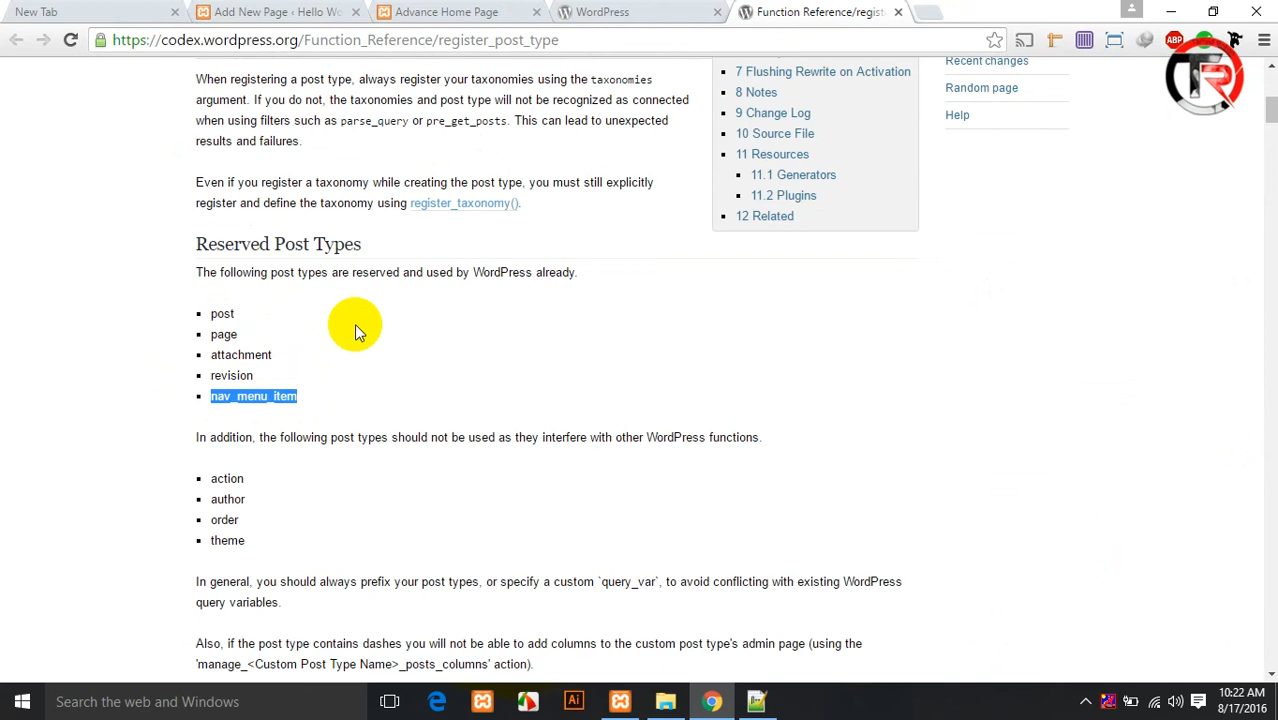 New Tab
Add New Page ‹ Hello Wo
Advance Home Page
WordPress
Function Reference/regist
https://codex.wordpress.org/Function_Reference/register_post_type
ABP
When registering a post type, always register your taxonomies using the taxonomies
argument. If you do not, the taxonomies and post type will not be recognized as connected
when using filters such as parse_query or pre_get_posts. This can lead to unexpected
results and failures.
Even if you register a taxonomy while creating the post type, you must still explicitly
register and define the taxonomy using register_taxonomy().
7 Flushing Rewrite on Activation
8 Notes
9 Change Log
10 Source File
11 Resources
11.1 Generators
11.2 Plugins
12 Related
Recent changes
Random page
Help
Reserved Post Types
The following post types are reserved and used by WordPress already.
post
page
attachment
revision
nav_menu_item
In addition, the following post types should not be used as they interfere with other WordPress functions.
action
author
order
theme
In general, you should always prefix your post types, or specify a custom `query_var`, to avoid conflicting with existing WordPress
query variables.
Also, if the post type contains dashes you will not be able to add columns to the custom post type's admin page (using the
'manage_<Custom Post Type Name>_posts_columns' action).
Search the web and Windows
Ai
10:22 AM
8/17/2016